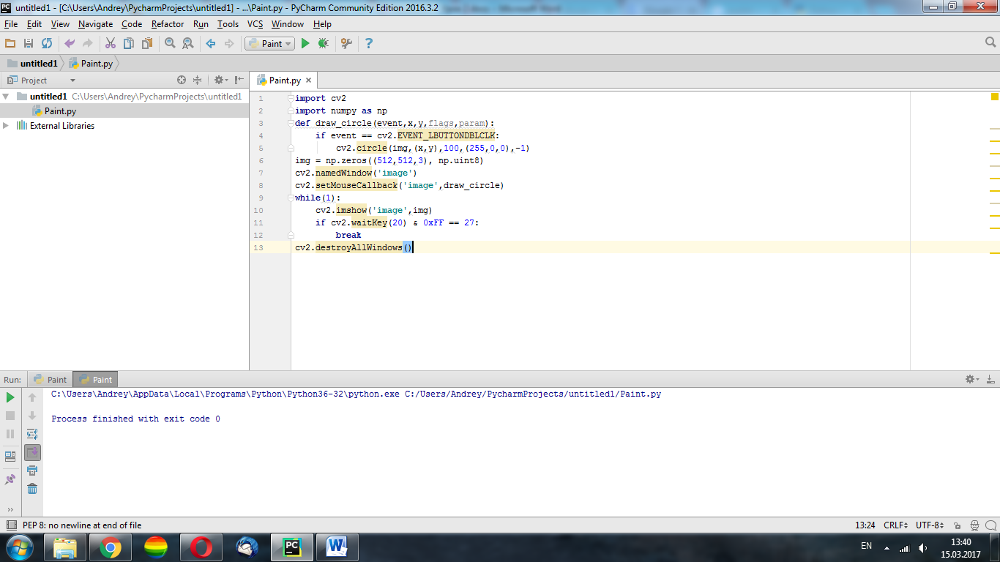 untitled1 - [C:\Users\Andrey\PycharmProjects\untitled1] - ...\Paint.py - PyCharm Community Edition 2016.3.2
File Edit View Navigate Code Refactor Run Tools VCS Window Help
Paint
untitled1 Paint.py
Project
Paint.py
untitled1 C:\Users\Andrey\PycharmProjects\untitled1
Paint.py
External Libraries
1 import cv2
2 import numpy as np
3 def draw_circle(event,x,y,flags,param):
4 if event == cv2.EVENT_LBUTTONDBLCLK:
5 cv2.circle(img,(x,y),100,(255,0,0),-1)
6 img = np.zeros((512,512,3), np.uint8)
7 cv2.namedWindow('image')
8 cv2.setMouseCallback('image',draw_circle)
9 while(1):
10 cv2.imshow('image',img)
11 if cv2.waitKey(20) & 0xFF == 27:
12 break
13 cv2.destroyAllWindows()
Run: Paint Paint
C:\Users\Andrey\AppData\Local\Programs\Python\Python36-32\python.exe C:/Users/Andrey/PycharmProjects/untitled1/Paint.py
Process finished with exit code 0
PEP 8: no newline at end of file
13:24 CRLF UTF-8
EN
13:40
15.03.2017